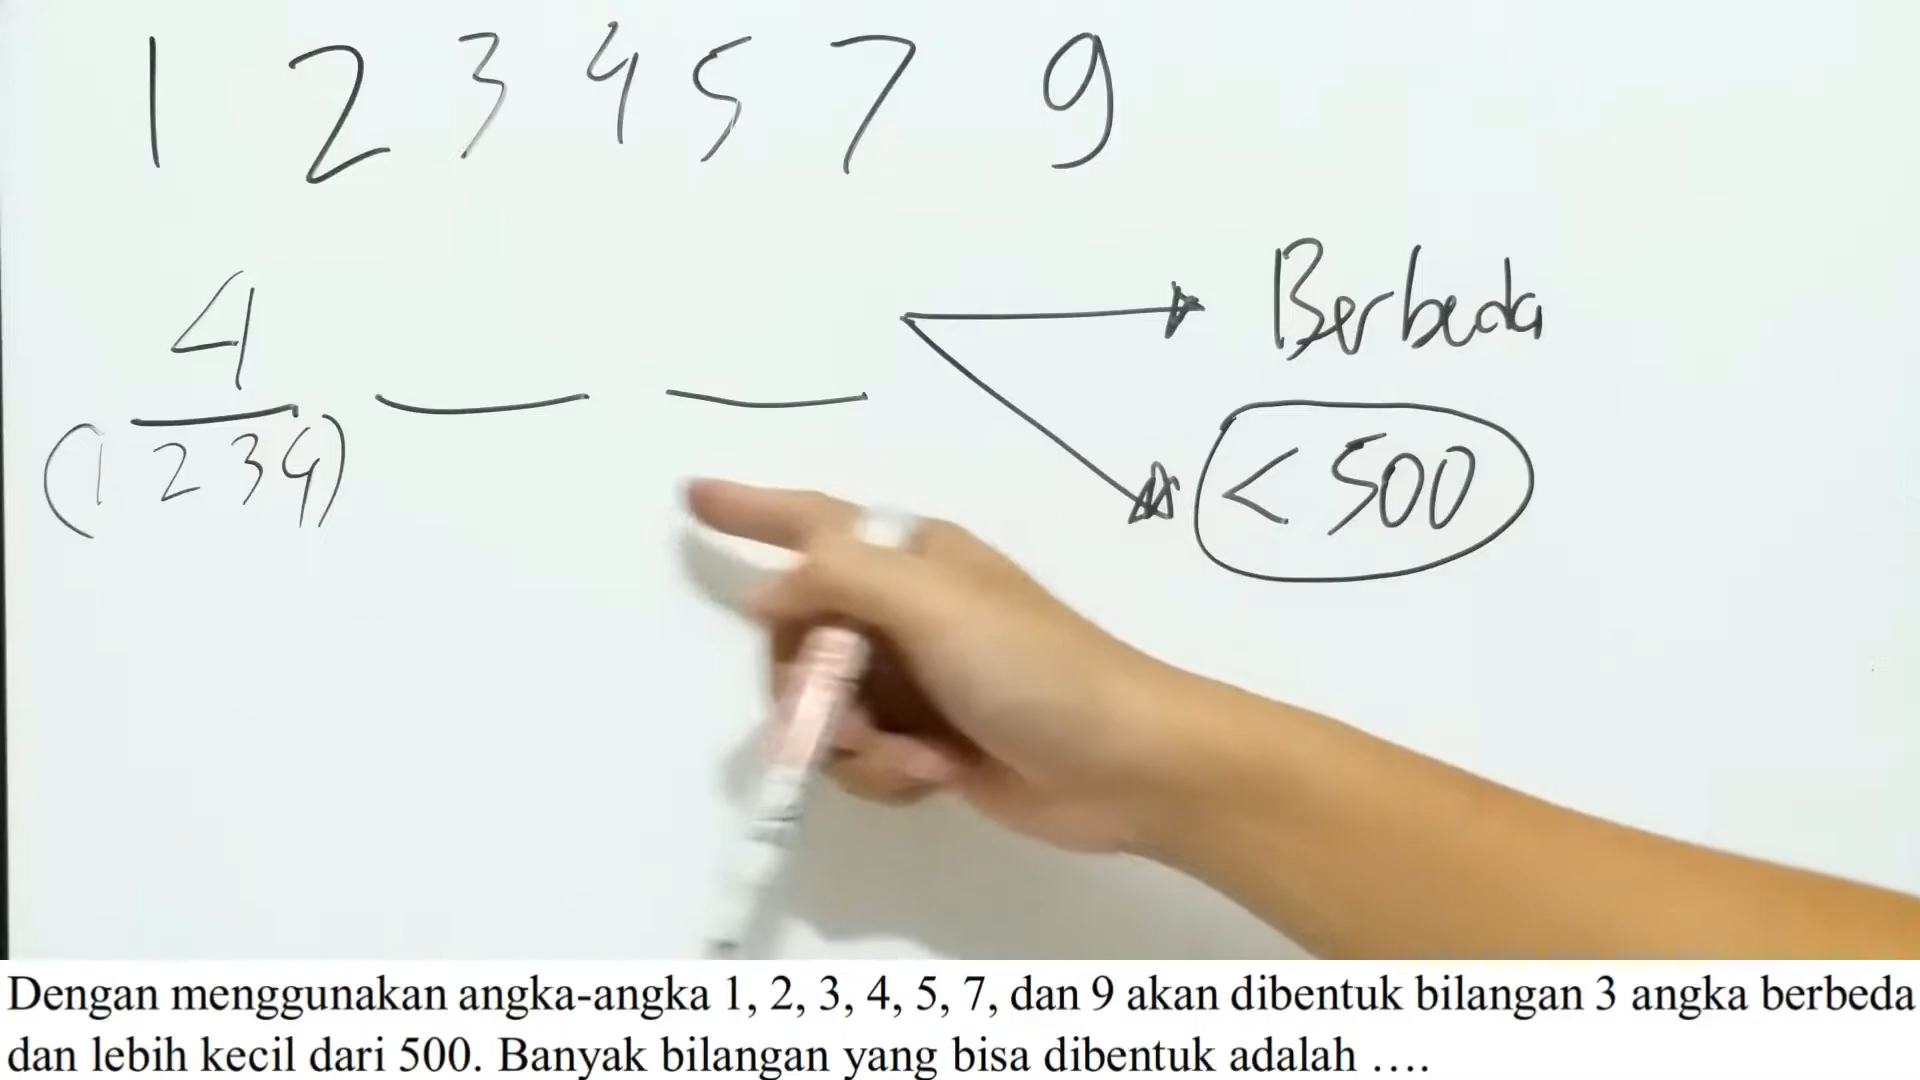 1 2 3 4 5 7 9
4
(1 2 3 4)
Berbeda
< 500
Dengan menggunakan angka-angka 1, 2, 3, 4, 5, 7, dan 9 akan dibentuk bilangan 3 angka berbeda
dan lebih kecil dari 500. Banyak bilangan yang bisa dibentuk adalah ….